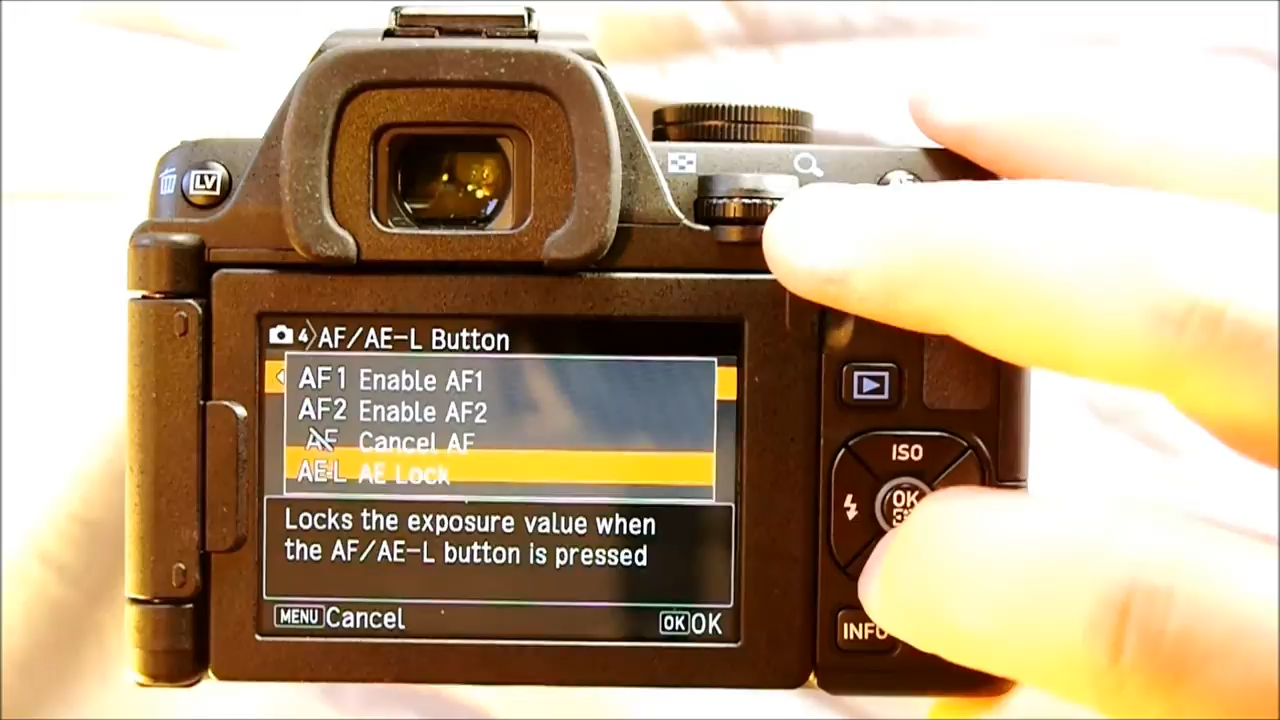 LV
4 AF/AE-L Button
AF1 Enable AF1
AF2 Enable AF2
AF Cancel AF
AE-L AE Lock
Locks the exposure value when
the AF/AE-L button is pressed
MENU Cancel
OK OK
ISO
OK
INFO